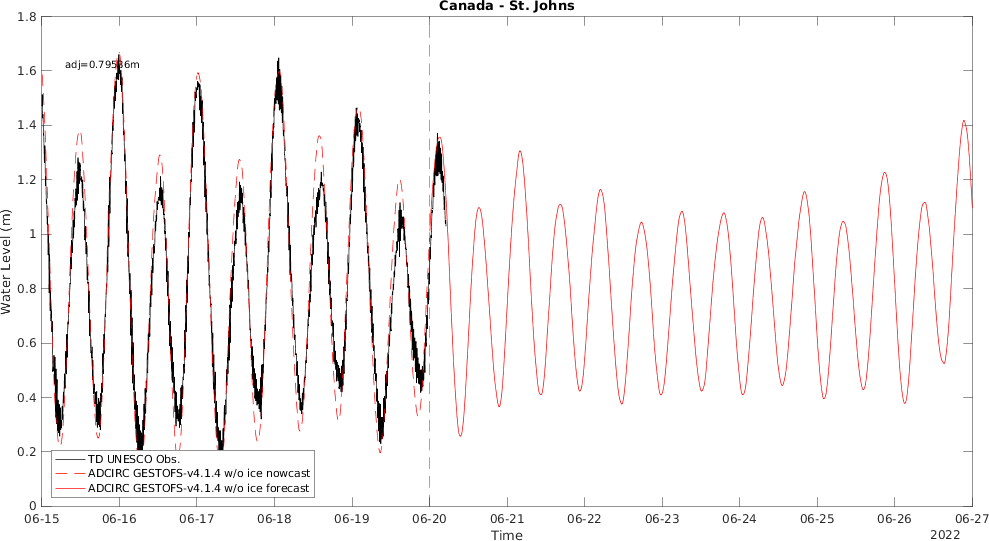 Canada - St. Johns
1.8
1.6
1.4
1.2
1
0.8
0.6
0.4
0.2
0
Water Level (m)
adj=0.79536m
TD UNESCO Obs.
ADCIRC GESTOFS-v4.1.4 w/o ice nowcast
ADCIRC GESTOFS-v4.1.4 w/o ice forecast
06-15 06-16 06-17 06-18 06-19 06-20 06-21 06-22 06-23 06-24 06-25 06-26 06-27
Time
2022